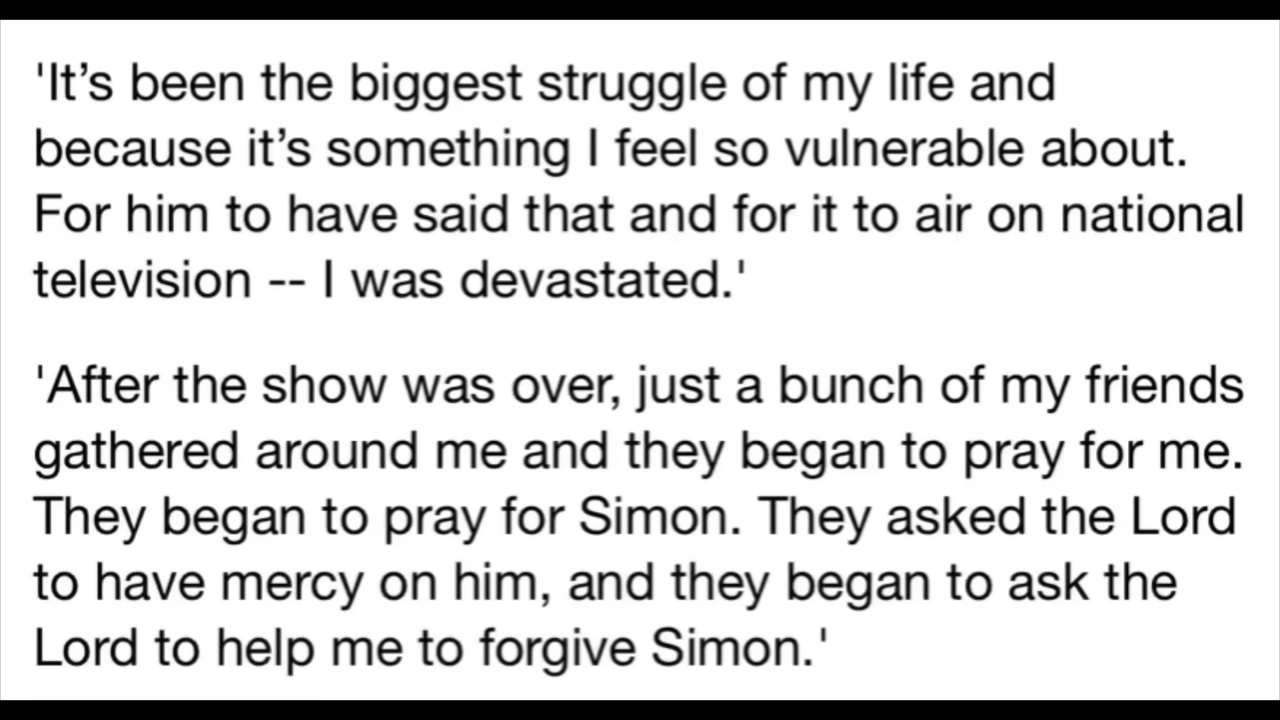 'It’s been the biggest struggle of my life and
because it’s something I feel so vulnerable about.
For him to have said that and for it to air on national
television -- I was devastated.'
'After the show was over, just a bunch of my friends
gathered around me and they began to pray for me.
They began to pray for Simon. They asked the Lord
to have mercy on him, and they began to ask the
Lord to help me to forgive Simon.'